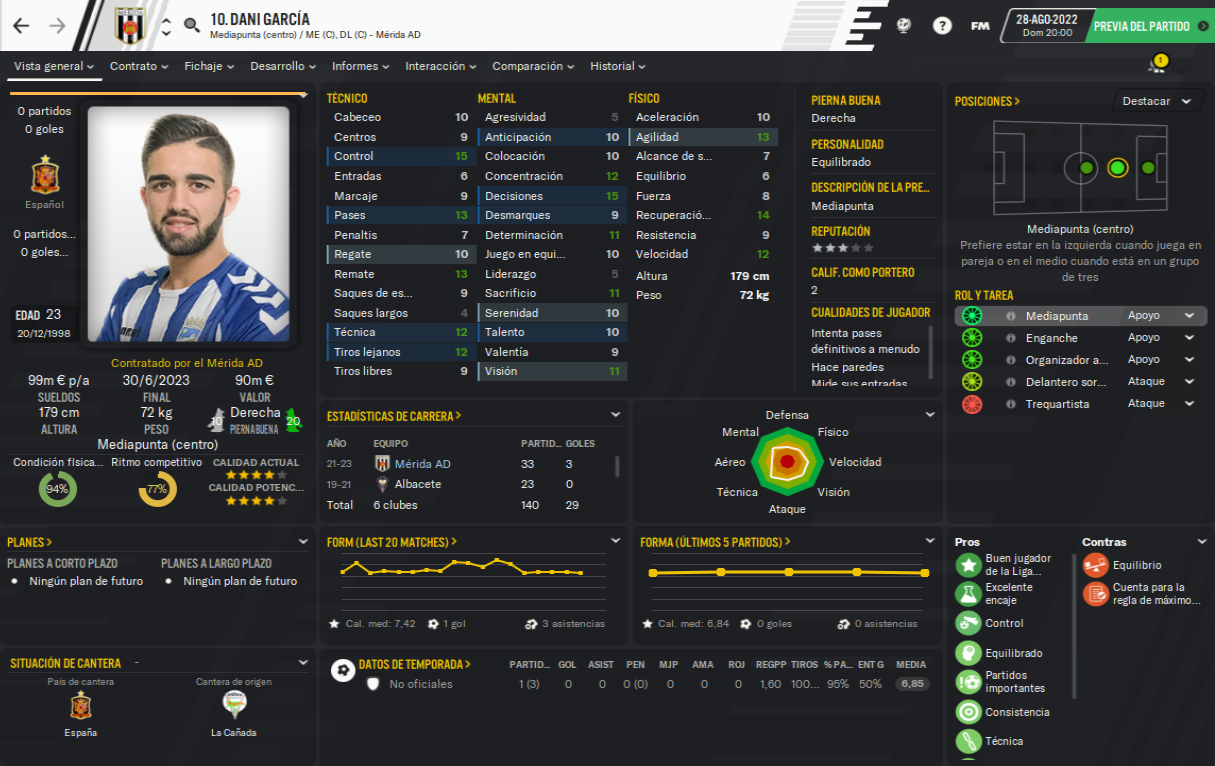 10. DANI GARCÍA
Mediapunta (centro) / ME (C), DL (C) - Mérida AD
?
FM
28-AGO-2022
Dom 20:00
PREVIA DEL PARTIDO
Vista general
Contrato
Fichaje
Desarrollo
Informes
Interacción
Comparación
Historial
1
0 partidos
0 goles
Español
0 partidos...
0 goles...
EDAD 23
20/12/1998
Contratado por el Mérida AD
99m € p/a 30/6/2023 90m €
SUELDOS FINAL VALOR
179 cm 72 kg 10 Derecha 20
ALTURA PESO PIERNA BUENA
Mediapunta (centro)
Condición física... Ritmo competitivo CALIDAD ACTUAL
94% 77%
CALIDAD POTENC...
TÉCNICO
Cabeceo 10
Centros 9
Control 15
Entradas 6
Marcaje 9
Pases 13
Penaltis 7
Regate 10
Remate 13
Saques de es... 9
Saques largos 4
Técnica 12
Tiros lejanos 12
Tiros libres 9
MENTAL
Agresividad 5
Anticipación 10
Colocación 10
Concentración 12
Decisiones 15
Desmarques 9
Determinación 11
Juego en equi... 10
Liderazgo 5
Sacrificio 11
Serenidad 10
Talento 10
Valentía 9
Visión 11
FÍSICO
Aceleración 10
Agilidad 13
Alcance de s... 7
Equilibrio 6
Fuerza 8
Recuperació... 14
Resistencia 9
Velocidad 12
Altura 179 cm
Peso 72 kg
PIERNA BUENA
Derecha
PERSONALIDAD
Equilibrado
DESCRIPCIÓN DE LA PRE...
Mediapunta
REPUTACIÓN
CALIF. COMO PORTERO
2
CUALIDADES DE JUGADOR
Intenta pases
definitivos a menudo
Hace paredes
Mide sus entradas
POSICIONES >
Destacar
Mediapunta (centro)
Prefiere estar en la izquierda cuando juega en
pareja o en el medio cuando está en un grupo
de tres
ROL Y TAREA
Mediapunta Apoyo
Enganche Apoyo
Organizador a... Apoyo
Delantero sor... Ataque
Trequartista Ataque
ESTADÍSTICAS DE CARRERA >
AÑO EQUIPO PARTID... GOLES
21-23 Mérida AD 33 3
19-21 Albacete 23 0
Total 6 clubes 140 29
Defensa
Mental Físico
Aéreo Velocidad
Técnica Visión
Ataque
PLANES >
PLANES A CORTO PLAZO PLANES A LARGO PLAZO
Ningún plan de futuro Ningún plan de futuro
FORM (LAST 20 MATCHES) >
Cal. med: 7,42 1 gol 3 asistencias
FORMA (ÚLTIMOS 5 PARTIDOS) >
Cal. med: 6,84 0 goles 0 asistencias
Pros
Buen jugador
de la Liga...
Excelente
encaje
Control
Equilibrado
Partidos
importantes
Consistencia
Técnica
Contras
Equilibrio
Cuenta para la
regla de máximo...
SITUACIÓN DE CANTERA -
País de cantera Cantera de origen
España La Cañada
DATOS DE TEMPORADA >
PARTID... GOL ASIST PEN MJP AMA ROJ REGPP TIROS % PA... ENT G MEDIA
No oficiales 1 (3) 0 0 0 (0) 0 0 0 1,60 100... 95% 50% 6,85